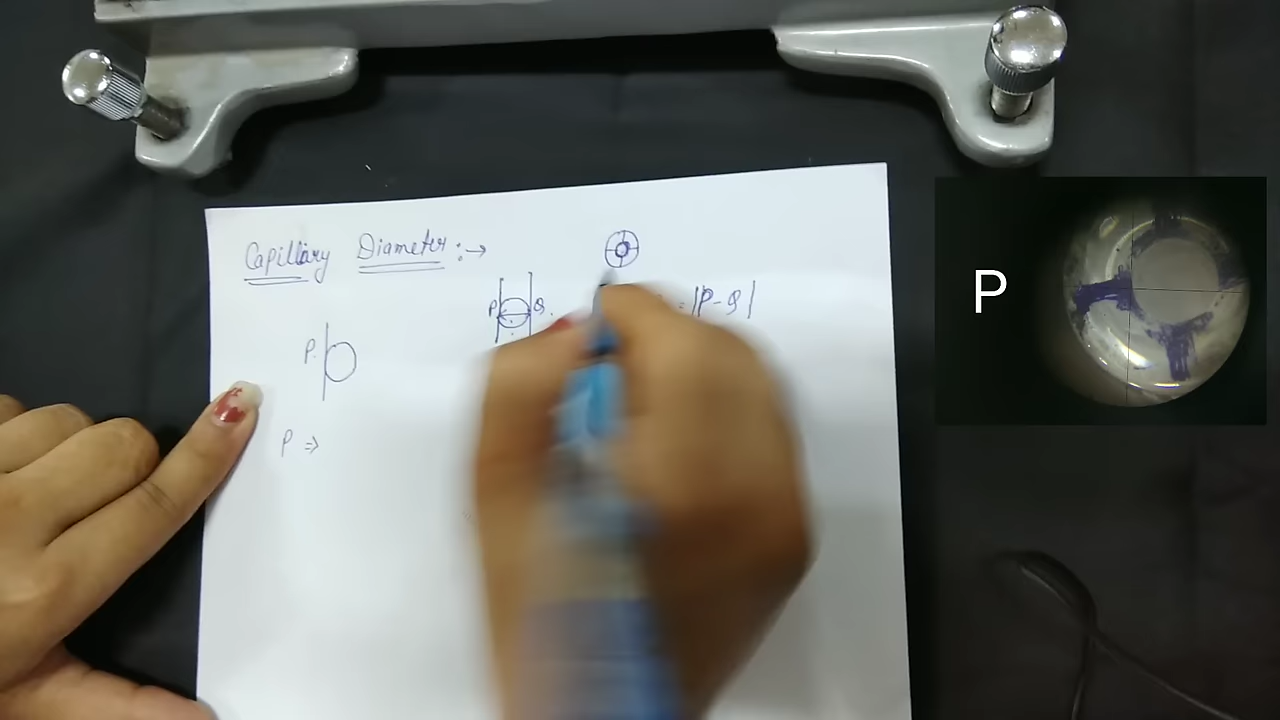 Capillary Diameter :→
P Q.
= |P-Q|
P.
P ⇒
P